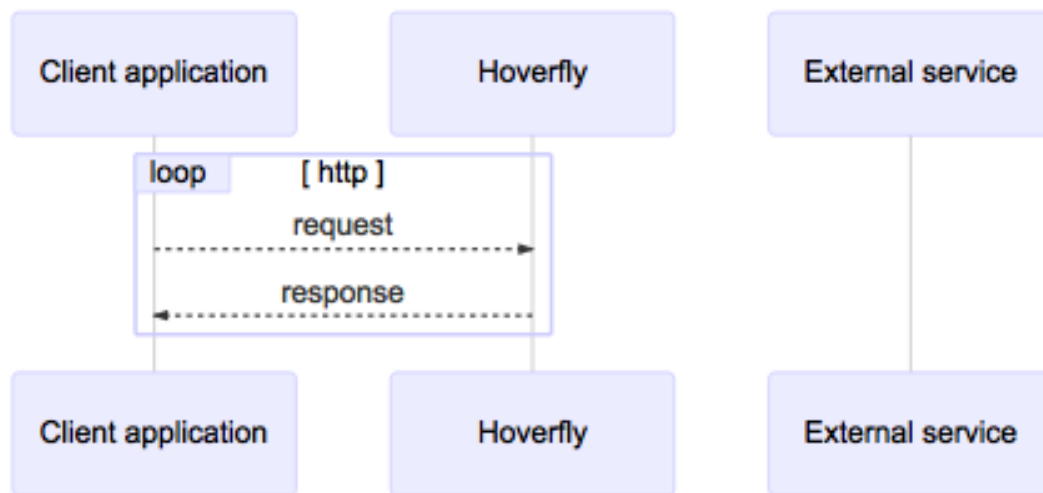 Client application
Hoverfly
External service
loop
[ http ]
request
response
Client application
Hoverfly
External service